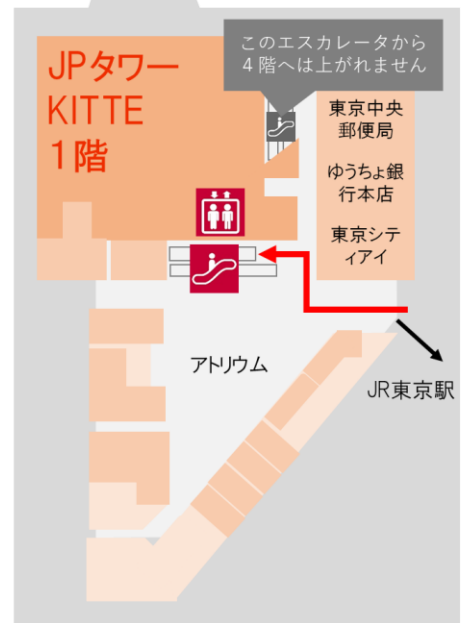 JPタワー
KITTE
1階
このエスカレータから
4階へは上がれません
東京中央
郵便局
ゆうちょ銀
行本店
東京シテ
ィアイ
アトリウム
JR東京駅